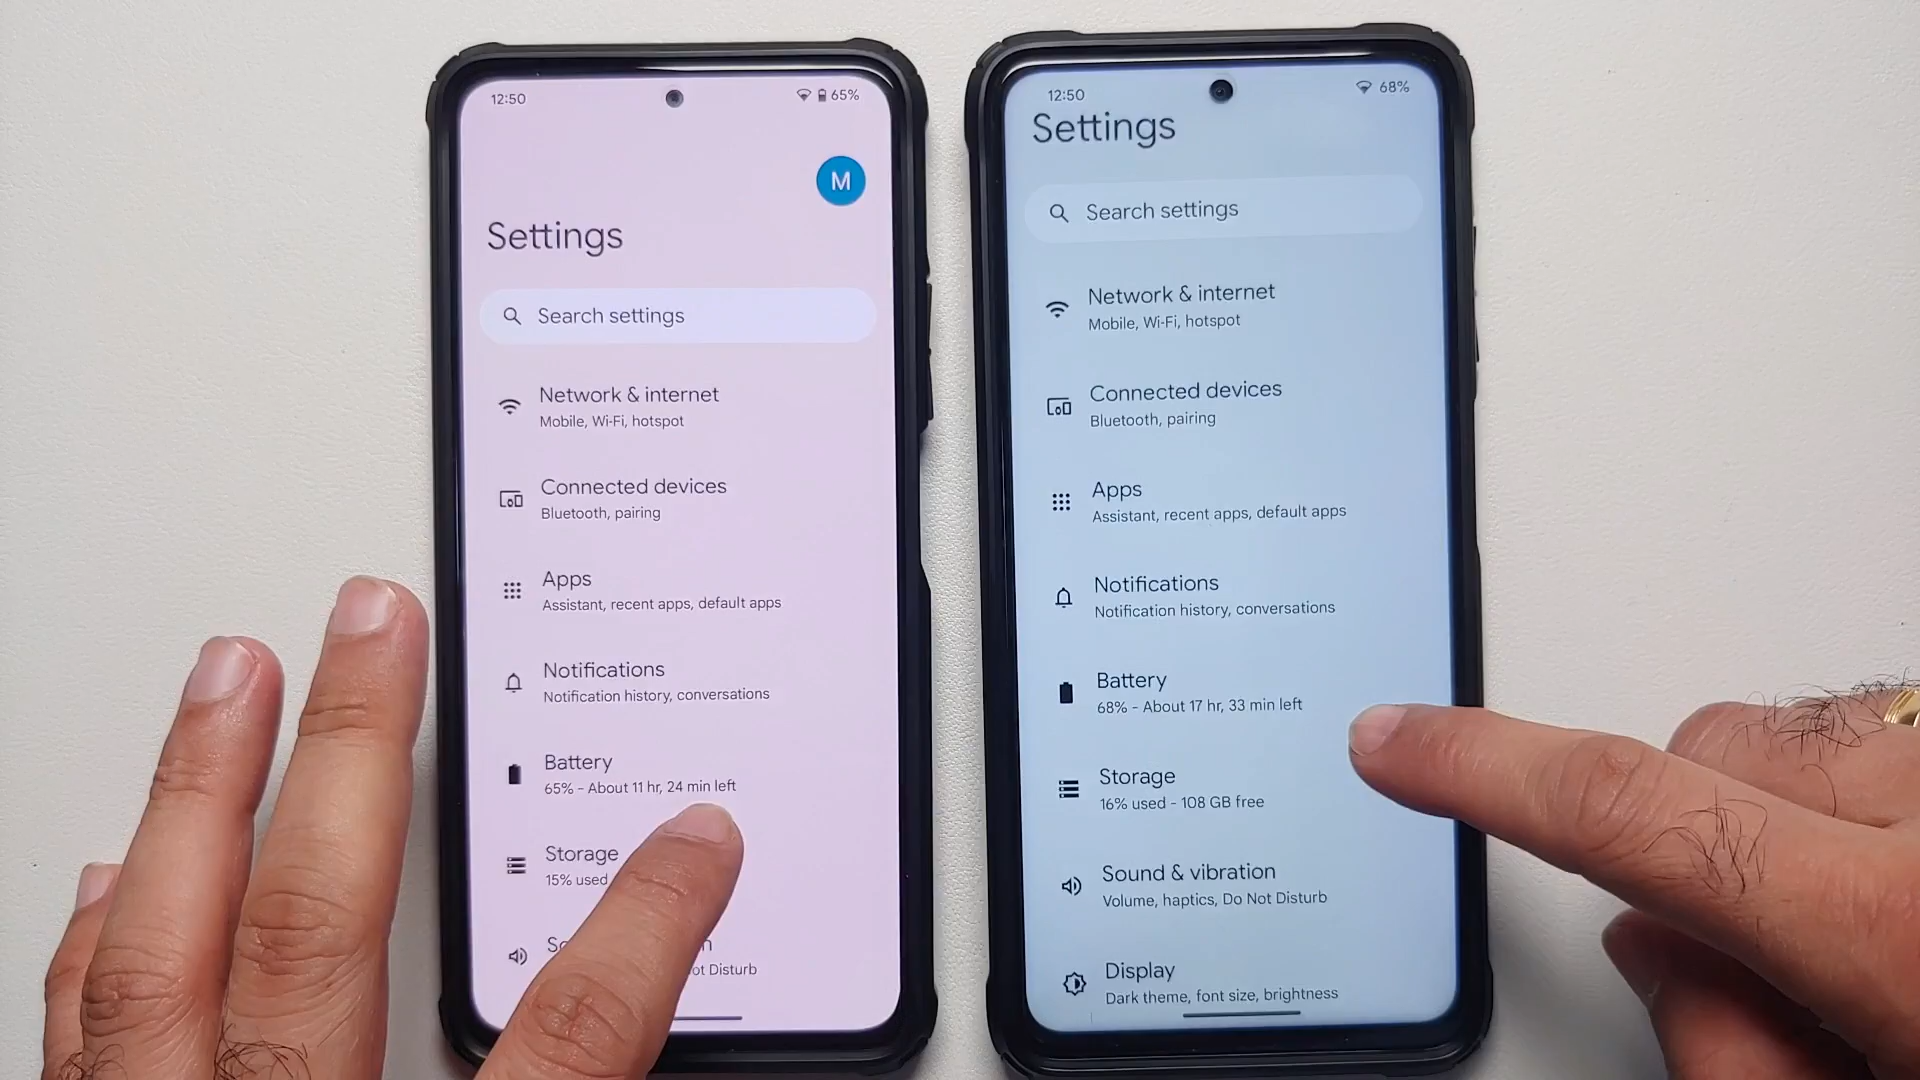 12:50
65%
M
Settings
Search settings
Network & internet
Mobile, Wi-Fi, hotspot
Connected devices
Bluetooth, pairing
Apps
Assistant, recent apps, default apps
Notifications
Notification history, conversations
Battery
65% - About 11 hr, 24 min left
Storage
15% used
ot Disturb
12:50
68%
Settings
Search settings
Network & internet
Mobile, Wi-Fi, hotspot
Connected devices
Bluetooth, pairing
Apps
Assistant, recent apps, default apps
Notifications
Notification history, conversations
Battery
68% - About 17 hr, 33 min left
Storage
16% used - 108 GB free
Sound & vibration
Volume, haptics, Do Not Disturb
Display
Dark theme, font size, brightness